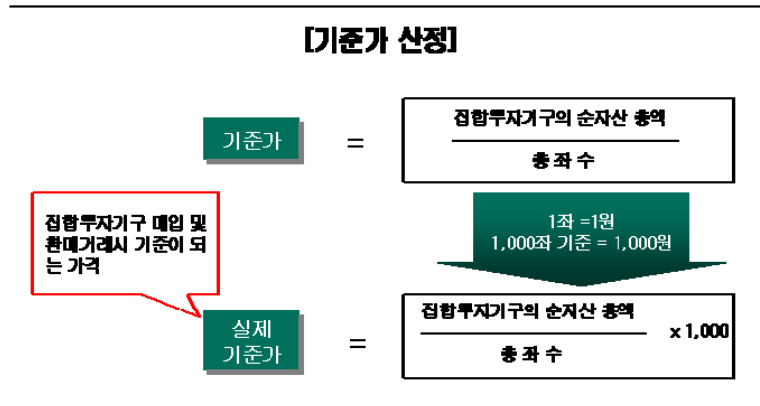 [기준가 산정]
기준가
=
집합투자기구의 순자산 총액
총 좌 수
1좌 =1원
1,000좌 기준 = 1,000원
집합투자기구 매입 및
환매거래시 기준이 되
는 가격
실제
기준가
=
집합투자기구의 순자산 총액
총 좌 수
x 1,000